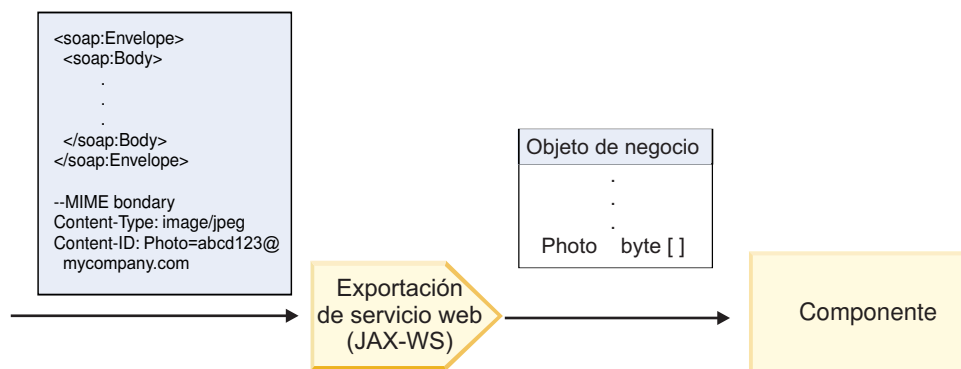 <soap:Envelope>
<soap:Body>
.
.
.
</soap:Body>
</soap:Envelope>
--MIME bondary
Content-Type: image/jpeg
Content-ID: Photo=abcd123@
mycompany.com
Objeto de negocio
.
.
.
Photo byte [ ]
Exportación
de servicio web
(JAX-WS)
Componente